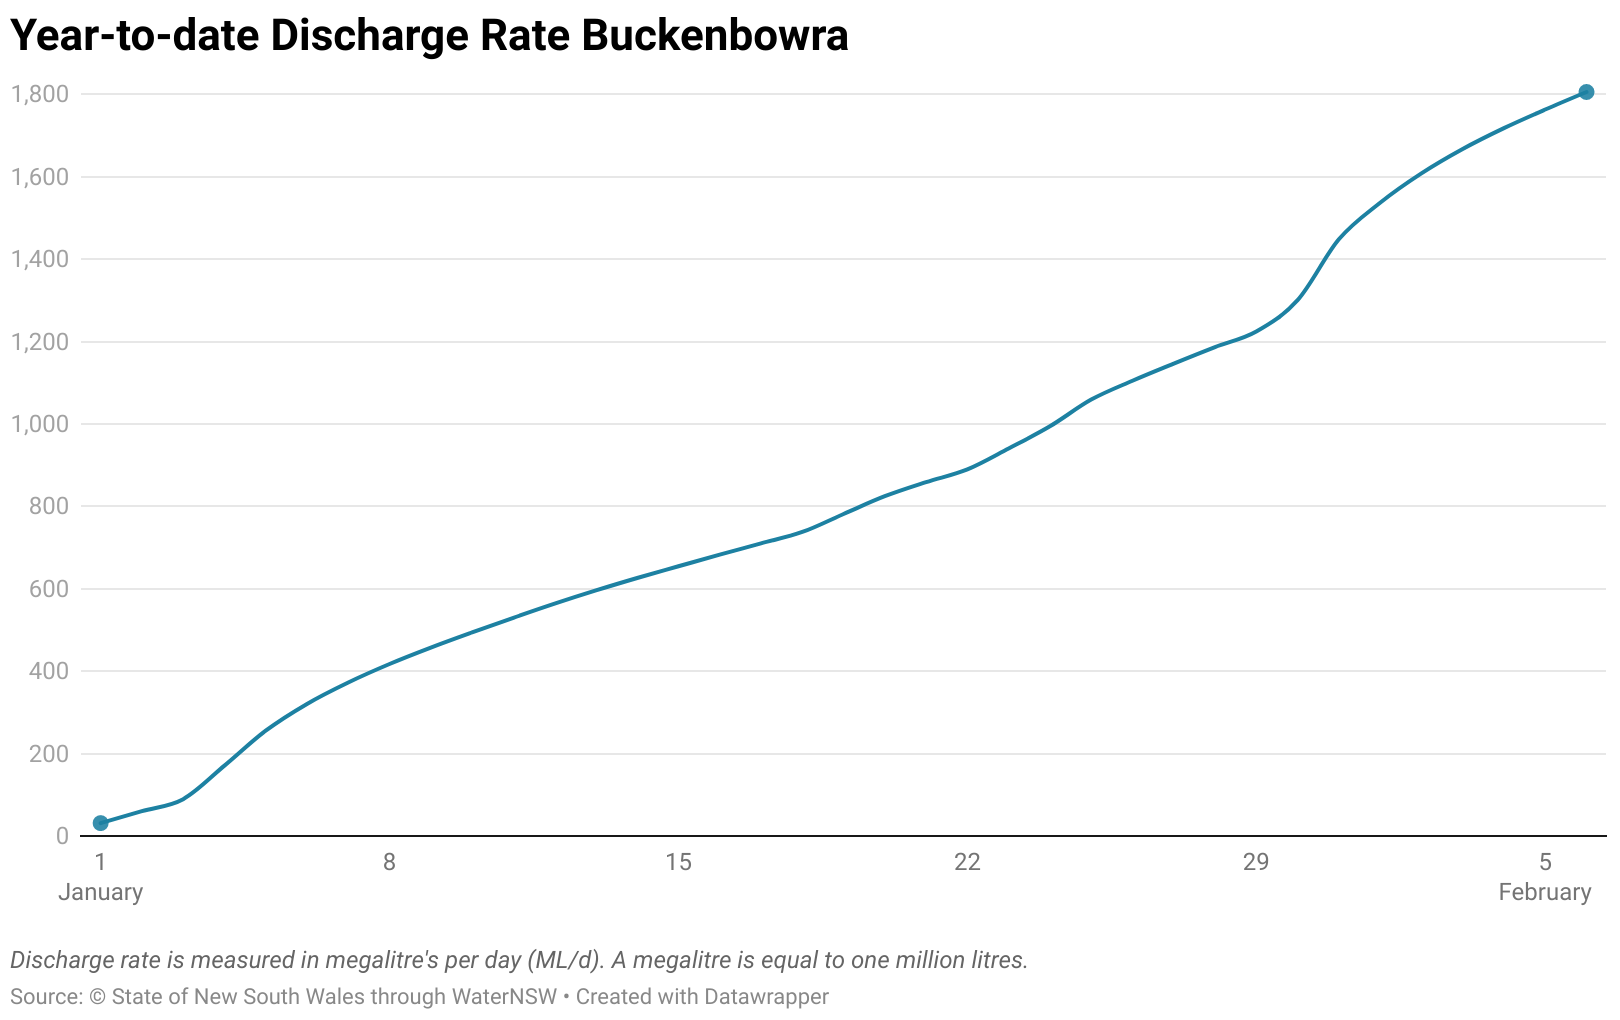 Year-to-date Discharge Rate Buckenbowra
1,800
1,600
1,400
1,200
1,000
800
600
400
200
0
1 8 15 22 29 5
January February
Discharge rate is measured in megalitre's per day (ML/d). A megalitre is equal to one million litres.
Source: © State of New South Wales through WaterNSW • Created with Datawrapper